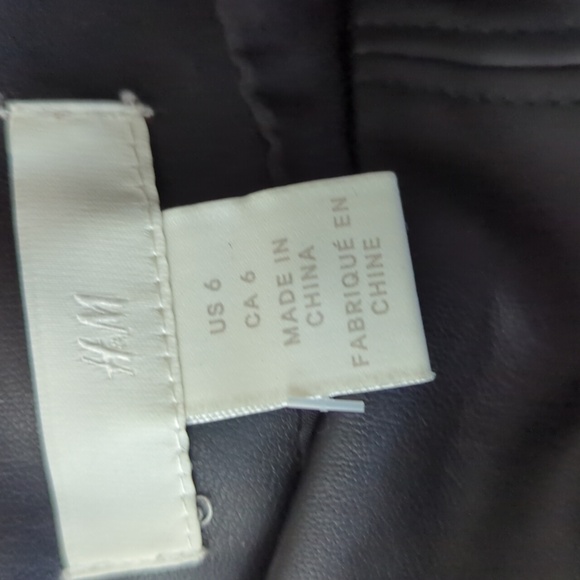 H&M
US 6
CA 6
MADE IN
CHINA
FABRIQUÉ EN
CHINE